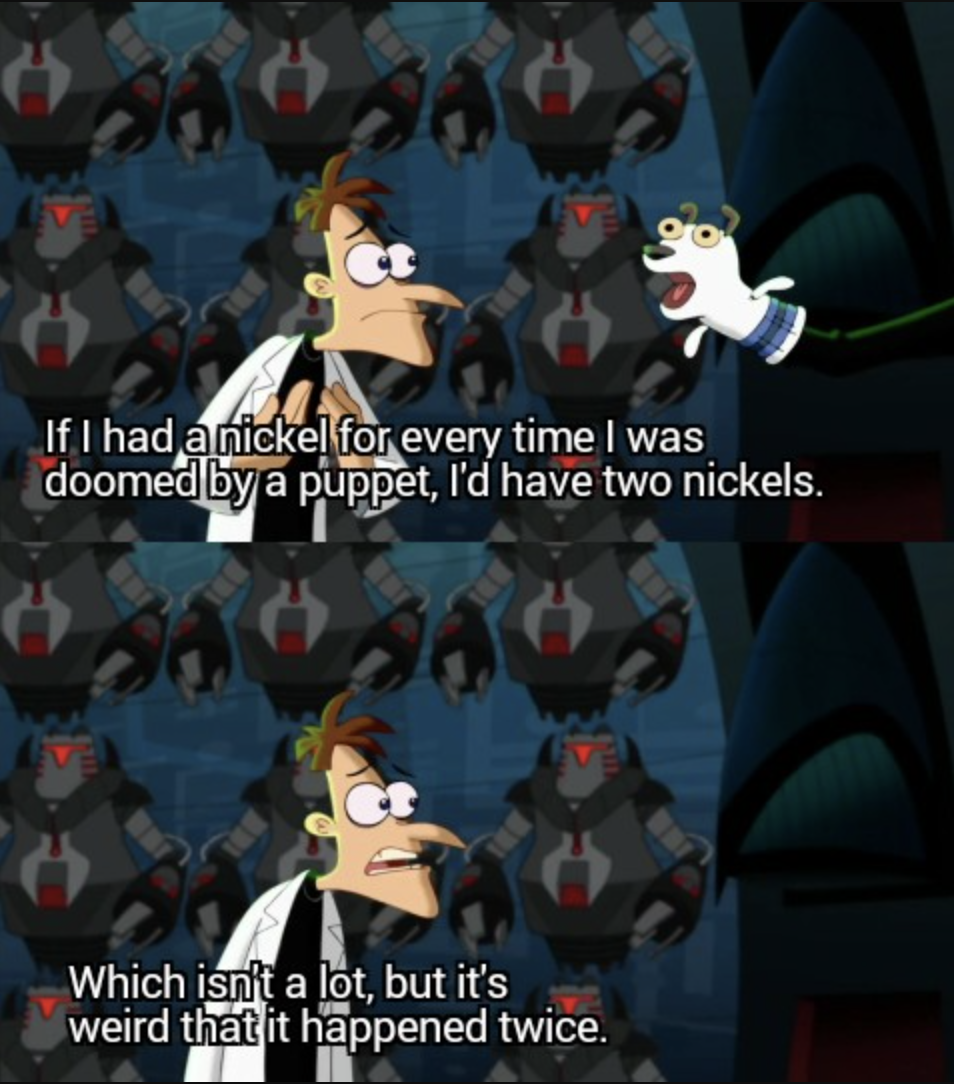 If I had a nickel for every time I was
doomed by a puppet, I'd have two nickels.
Which isn't a lot, but it's
weird that it happened twice.